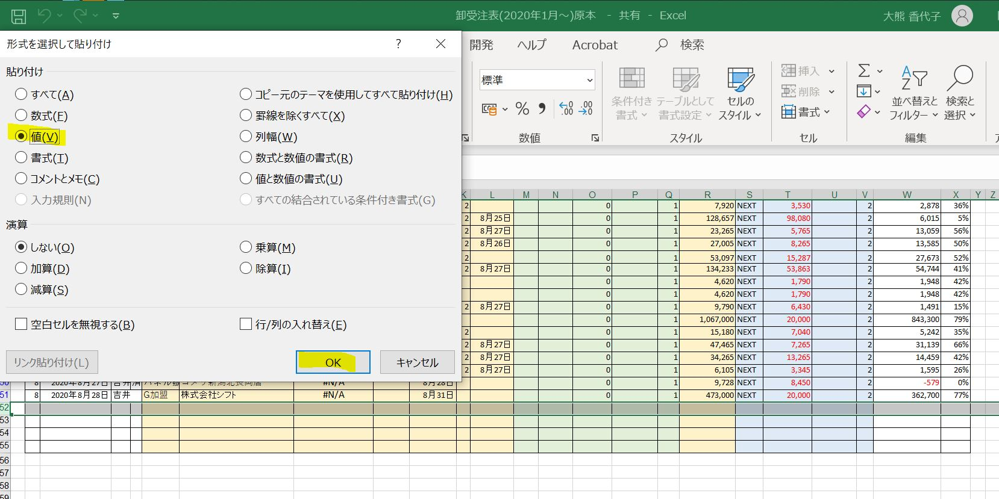 卸受注表(2020年1月～)原本 - 共有 - Excel
大熊 香代子
形式を選択して貼り付け ? ×
開発 ヘルプ Acrobat 検索
貼り付け
すべて(A) コピー元のテーマを使用してすべて貼り付け(H)
数式(F) 罫線を除くすべて(X)
値(V) 列幅(W)
書式(T) 数式と数値の書式(R)
コメントとメモ(C) 値と数値の書式(U)
入力規則(N) すべての結合されている条件付き書式(G)
演算
しない(O) 乗算(M)
加算(D) 除算(I)
減算(S)
空白セルを無視する(B) 行/列の入れ替え(E)
リンク貼り付け(L) OK キャンセル
標準
% , .00 .00
数値
条件付き書式 テーブルとして書式設定 セルのスタイル
スタイル
挿入
削除
書式
セル
Σ 並べ替えとフィルター 検索と選択
編集
K L M N O P Q R S T U V W X Y Z
2 0 1 7,920 NEXT 3,530 2 2,878 36%
2 8月25日 0 1 128,657 NEXT 98,080 2 6,015 5%
2 8月27日 0 1 23,265 NEXT 5,765 2 13,059 56%
2 8月26日 0 1 27,005 NEXT 8,265 2 13,585 50%
2 0 1 53,097 NEXT 15,287 2 27,673 52%
2 8月27日 0 1 134,233 NEXT 53,863 2 54,744 41%
0 1 4,620 NEXT 1,790 2 1,948 42%
0 1 4,620 NEXT 1,790 2 1,948 42%
2 8月27日 0 1 9,790 NEXT 6,430 2 1,491 15%
0 1 1,067,000 NEXT 20,000 2 843,300 79%
2 0 1 15,180 NEXT 7,040 2 5,242 35%
2 8月27日 0 1 47,465 NEXT 7,265 2 31,139 66%
2 8月27日 0 1 34,265 NEXT 13,265 2 14,459 42%
2 8月27日 0 1 6,105 NEXT 3,345 2 1,595 26%
50 8 2020年8月27日 吉井 パネル販 コメリ新潟北長岡店 #N/A 8月28日 0 1 9,728 NEXT 8,450 2 -579 0%
51 8 2020年8月28日 吉井 G加盟 株式会社シフト #N/A 8月31日 0 1 473,000 NEXT 20,000 2 362,700 77%
52
53
54
55
56
57
58
59